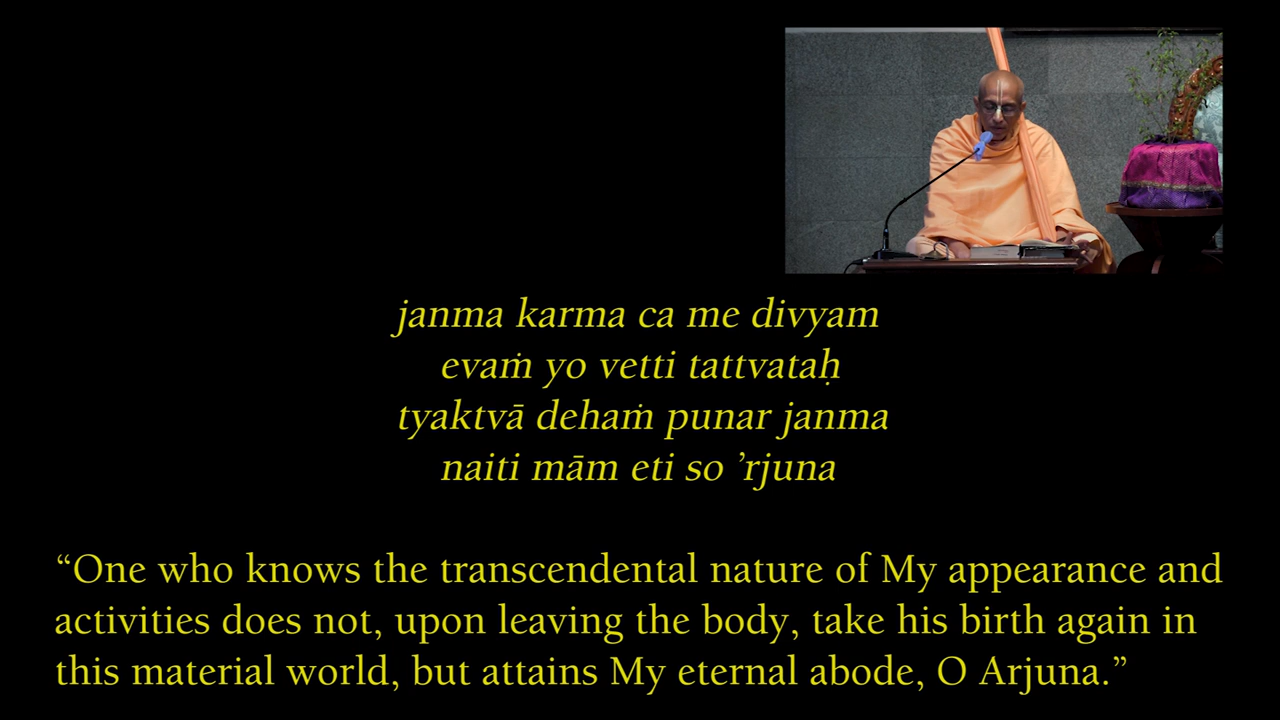 janma karma ca me divyam
evaṁ yo vetti tattvataḥ
tyaktvā dehaṁ punar janma
naiti mām eti so ’rjuna
“One who knows the transcendental nature of My appearance and
activities does not, upon leaving the body, take his birth again in
this material world, but attains My eternal abode, O Arjuna.”